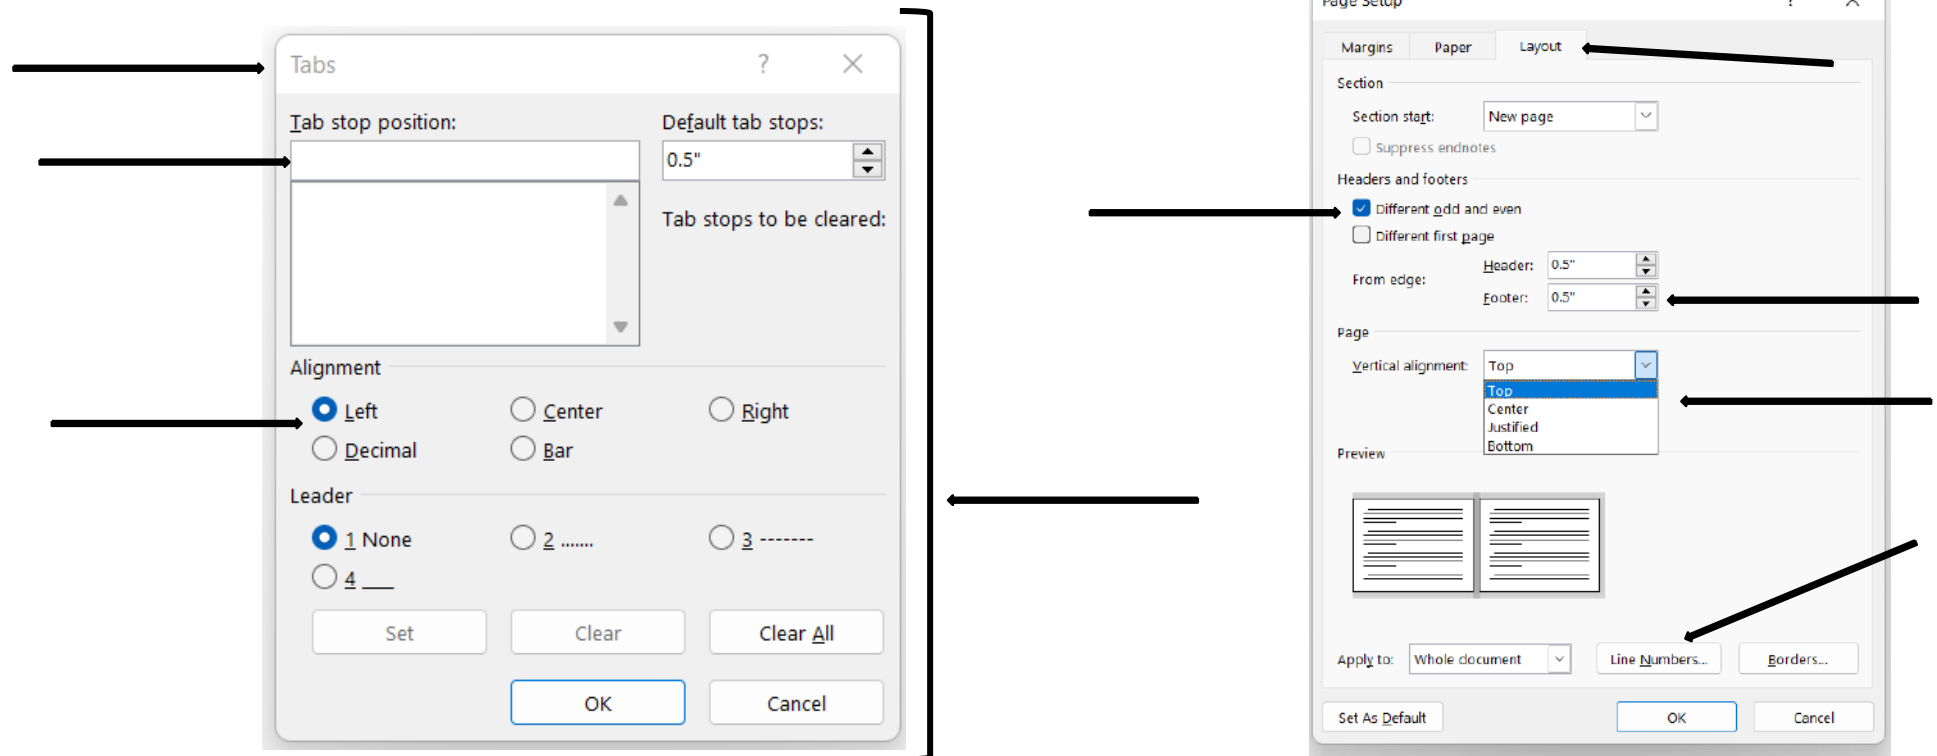 Tabs ?
Tab stop position: Default tab stops:
0.5"
Tab stops to be cleared:
Alignment
Left Center Right
Decimal Bar
Leader
1 None 2 ....... 3 -------
4 ___
Set Clear Clear All
OK Cancel
Page Setup ?
Margins Paper Layout
Section
Section start: New page
Suppress endnotes
Headers and footers
Different odd and even
Different first page
From edge: Header: 0.5"
Footer: 0.5"
Page
Vertical alignment: Top
Top
Center
Justified
Bottom
Preview
Apply to: Whole document Line Numbers... Borders...
Set As Default OK Cancel